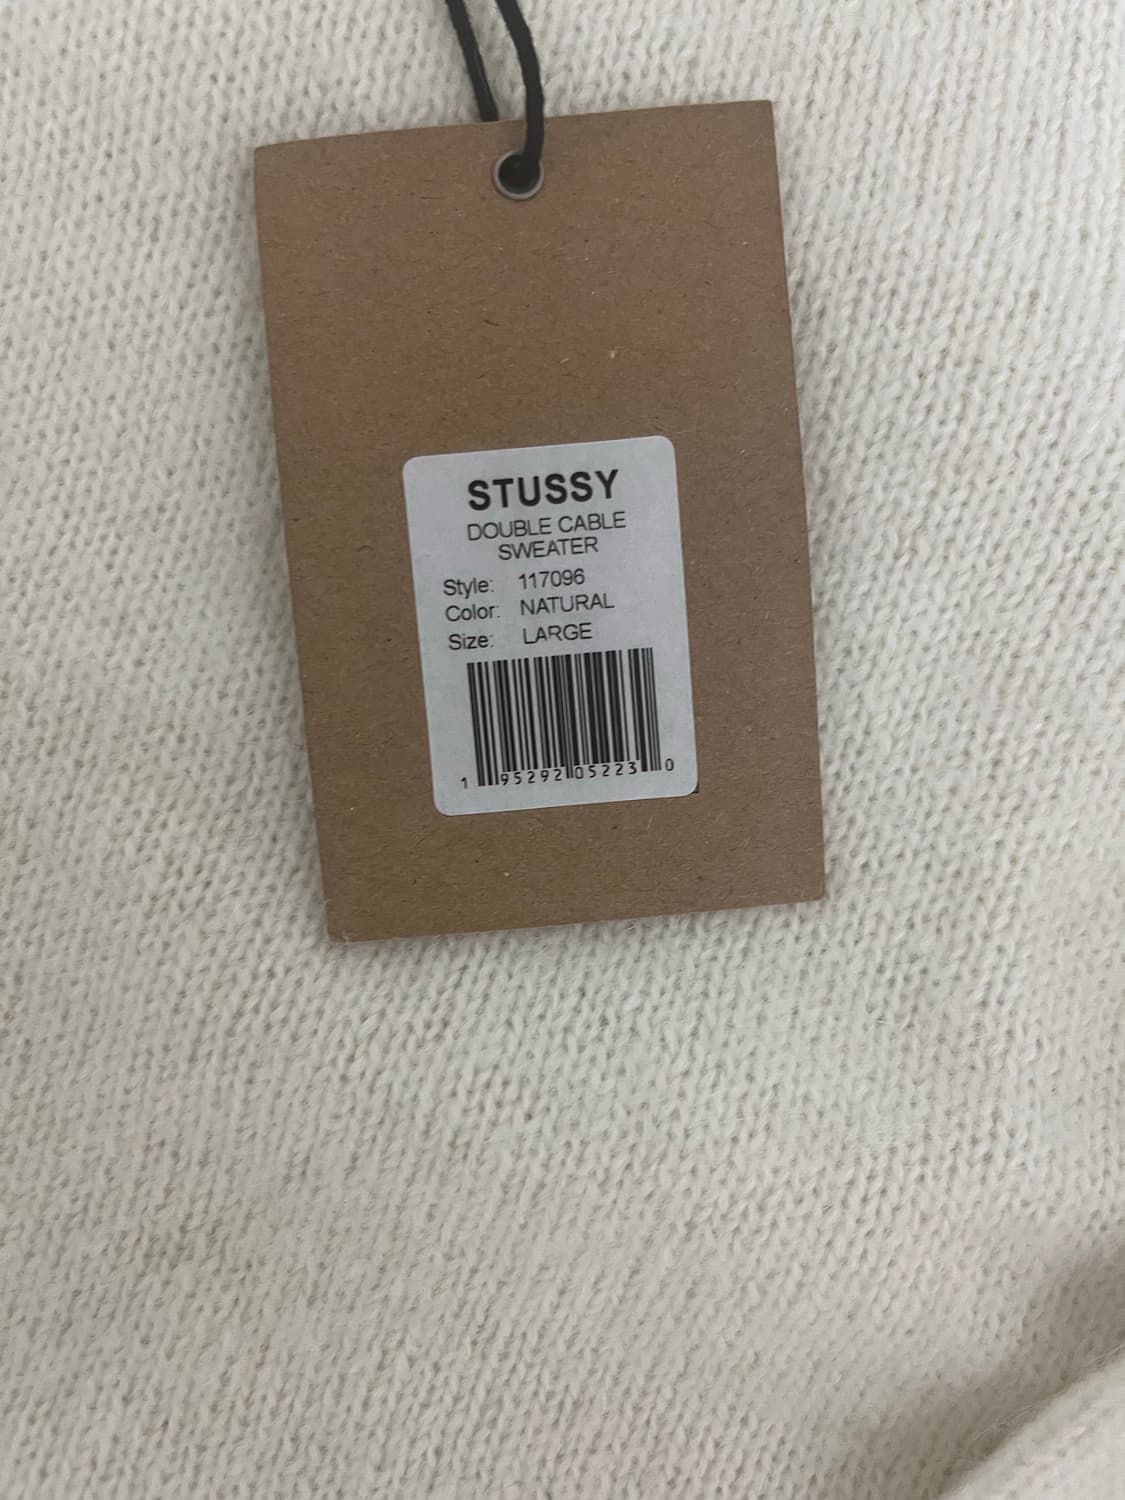 STUSSY
DOUBLE CABLE
SWEATER
Style: 117096
Color: NATURAL
Size: LARGE
1 95292 05223 0